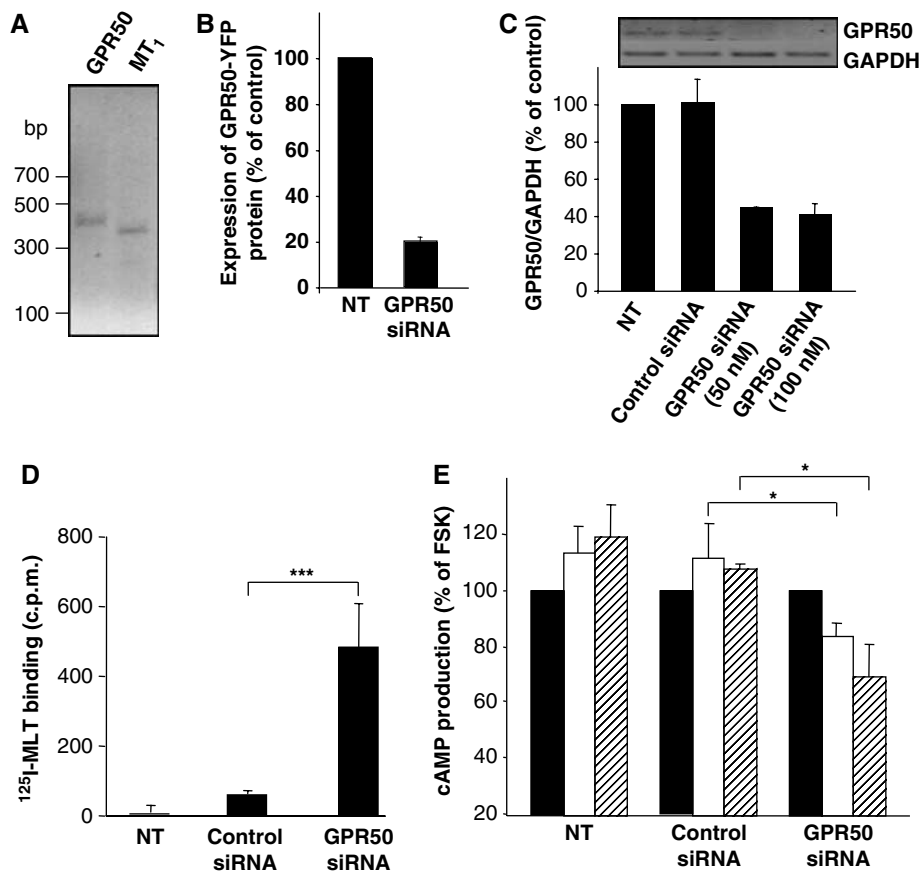 A
GPR50
MT1
bp
700
500
300
100
B
Expression of GPR50-YFP
protein (% of control)
100
80
60
40
20
0
NT
GPR50
siRNA
C
GPR50
GAPDH
GPR50/GAPDH (% of control)
100
80
60
40
20
0
NT
Control siRNA
GPR50 siRNA
(50 nM)
GPR50 siRNA
(100 nM)
D
125I-MLT binding (c.p.m.)
800
600
400
200
0
***
NT
Control
siRNA
GPR50
siRNA
E
cAMP production (% of FSK)
120
100
80
60
40
20
*
*
NT
Control
siRNA
GPR50
siRNA